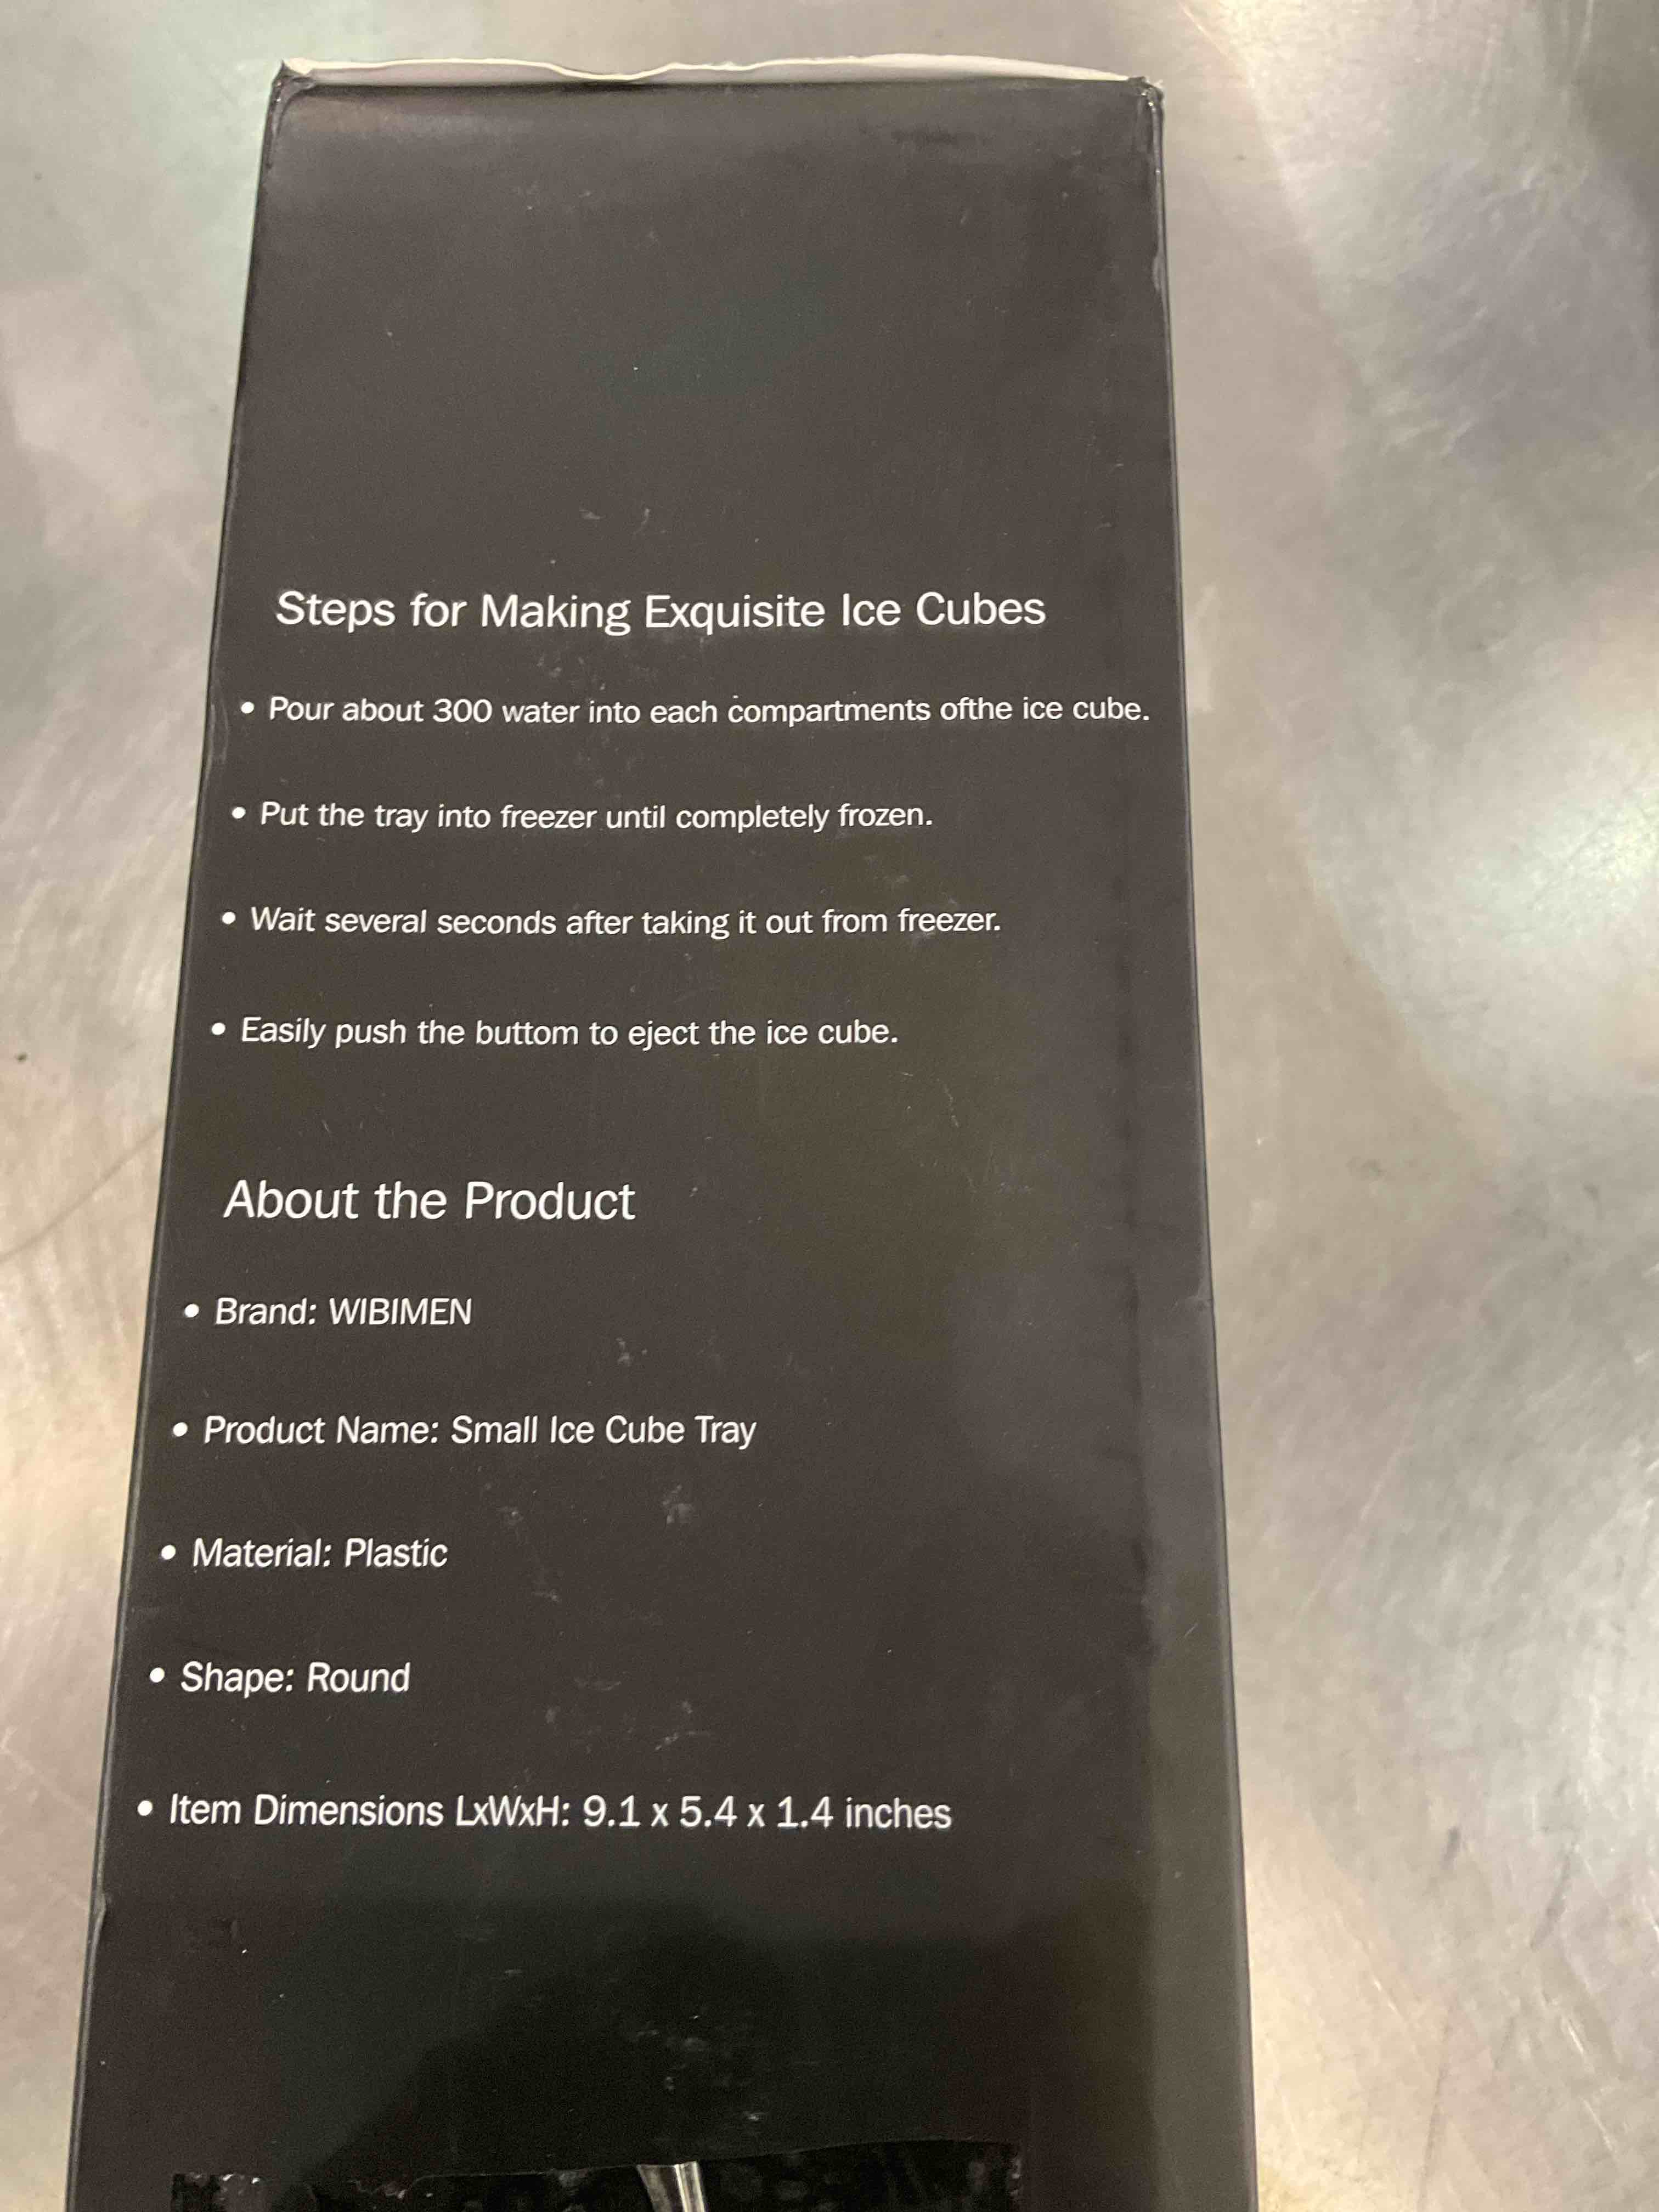 Steps for Making Exquisite Ice Cubes
• Pour about 300 water into each compartments ofthe ice cube.
• Put the tray into freezer until completely frozen.
• Wait several seconds after taking it out from freezer.
• Easily push the buttom to eject the ice cube.
About the Product
• Brand: WIBIMEN
• Product Name: Small Ice Cube Tray
• Material: Plastic
• Shape: Round
• Item Dimensions LxWxH: 9.1 x 5.4 x 1.4 inches